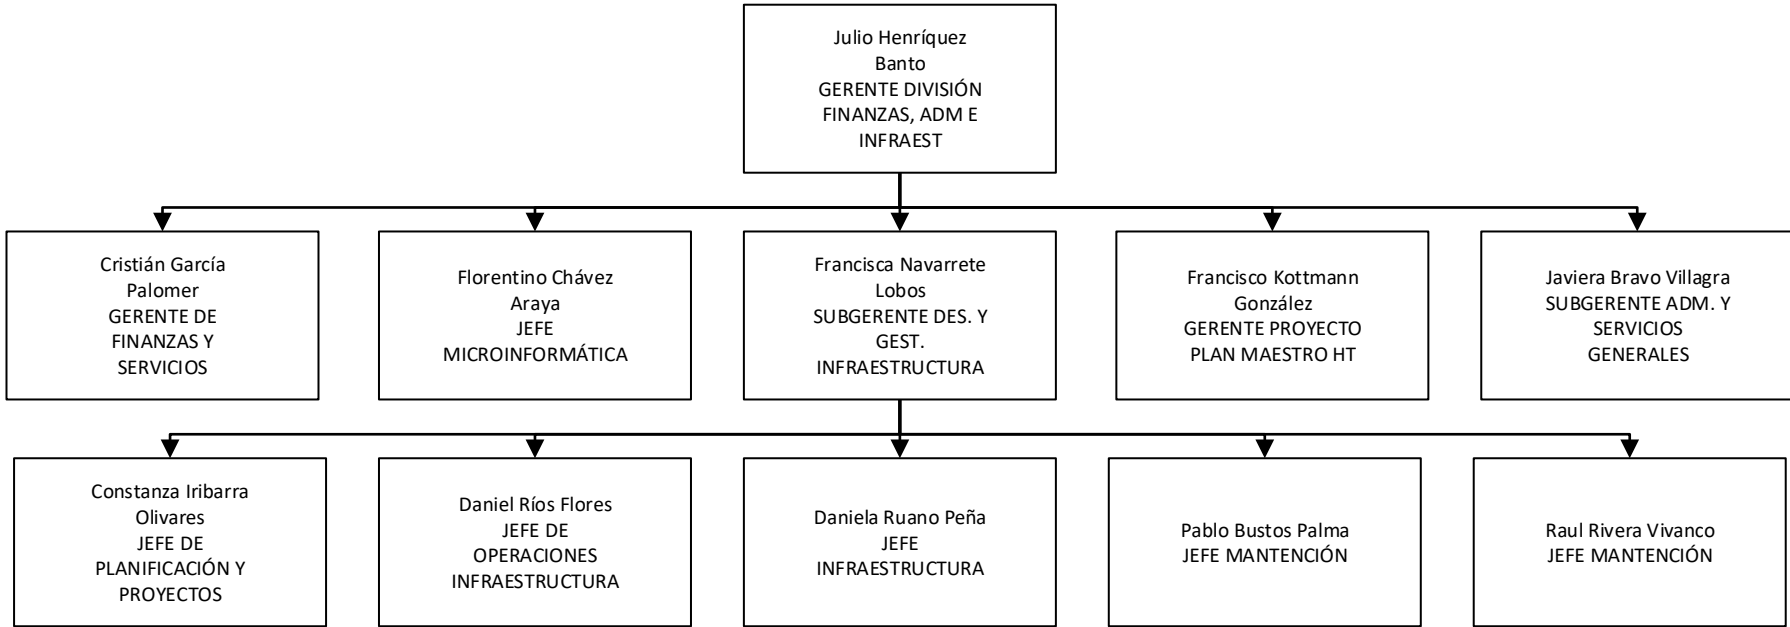 Julio Henríquez
Banto
GERENTE DIVISIÓN
FINANZAS, ADM E
INFRAEST
Cristián García
Palomer
GERENTE DE
FINANZAS Y
SERVICIOS
Florentino Chávez
Araya
JEFE
MICROINFORMÁTICA
Francisca Navarrete
Lobos
SUBGERENTE DES. Y
GEST.
INFRAESTRUCTURA
Francisco Kottmann
González
GERENTE PROYECTO
PLAN MAESTRO HT
Javiera Bravo Villagra
SUBGERENTE ADM. Y
SERVICIOS
GENERALES
Constanza Iribarra
Olivares
JEFE DE
PLANIFICACIÓN Y
PROYECTOS
Daniel Ríos Flores
JEFE DE
OPERACIONES
INFRAESTRUCTURA
Daniela Ruano Peña
JEFE
INFRAESTRUCTURA
Pablo Bustos Palma
JEFE MANTENCIÓN
Raul Rivera Vivanco
JEFE MANTENCIÓN